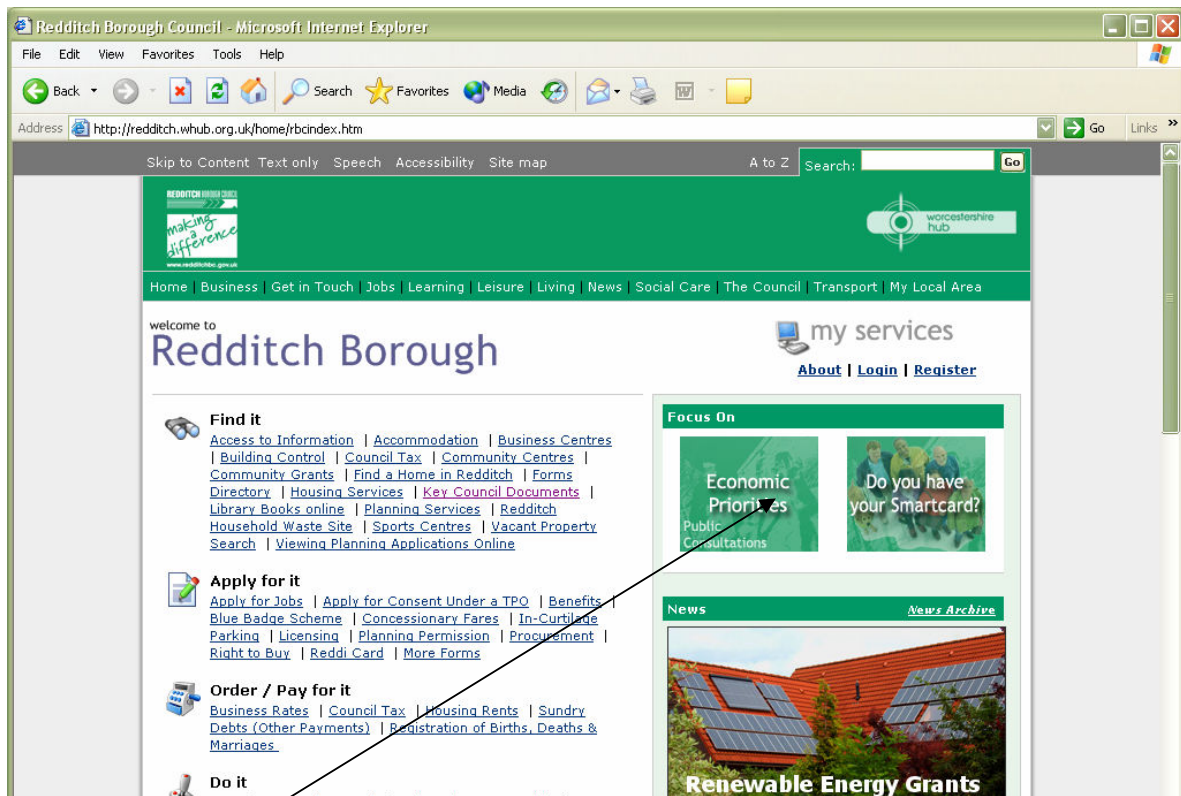 Redditch Borough Council - Microsoft Internet Explorer
File Edit View Favorites Tools Help
Back Search Favorites Media
Address http://redditch.whub.org.uk/home/rbcindex.htm Go Links »
Skip to Content Text only Speech Accessibility Site map A to Z Search: Go
REDDITCH BOROUGH COUNCIL
making
a
difference
www.redditchbc.gov.uk
worcestershire
hub
Home | Business | Get in Touch | Jobs | Learning | Leisure | Living | News | Social Care | The Council | Transport | My Local Area
welcome to
Redditch Borough
my services
About | Login | Register
Find it
Access to Information | Accommodation | Business Centres
| Building Control | Council Tax | Community Centres |
Community Grants | Find a Home in Redditch | Forms
Directory | Housing Services | Key Council Documents |
Library Books online | Planning Services | Redditch
Household Waste Site | Sports Centres | Vacant Property
Search | Viewing Planning Applications Online
Apply for it
Apply for Jobs | Apply for Consent Under a TPO | Benefits |
Blue Badge Scheme | Concessionary Fares | In-Curtilage
Parking | Licensing | Planning Permission | Procurement |
Right to Buy | Reddi Card | More Forms
Order / Pay for it
Business Rates | Council Tax | Housing Rents | Sundry
Debts (Other Payments) | Registration of Births, Deaths &
Marriages
Do it
Focus On
Economic
Priorities
Public
Consultations
Do you have
your Smartcard?
News News Archive
Renewable Energy Grants